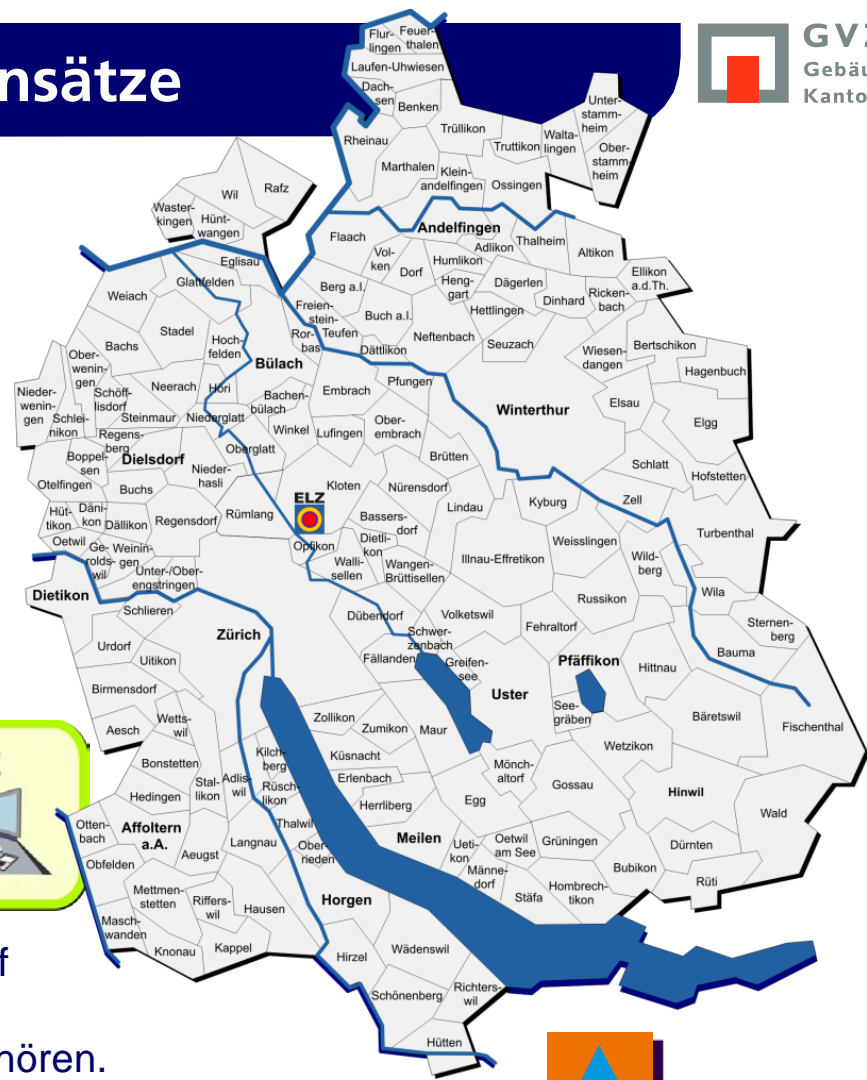 nsätze
GVZ
Gebäu
Kanto
Flur-
lingen
Feuer-
thalen
Laufen-Uhwiesen
Dach-
sen
Benken
Unter-
stamm-
heim
Trüllikon
Truttikon
Walta-
lingen
Ober-
stamm-
heim
Rheinau
Marthalen
Klein-
andelfingen
Ossingen
Wil
Rafz
Waster-
kingen
Hünt-
wangen
Andelfingen
Flaach
Adlikon
Thalheim
Altikon
Vol-
ken
Dorf
Humlikon
Eglisau
Glattfelden
Weiach
Berg a.I.
Heng-
gart
Dägerlen
Ellikon
a.d.Th.
Dinhard
Ricken-
bach
Freien-
stein-
Teufen
Buch a.I.
Hettlingen
Stadel
Ror-
bas
Neftenbach
Seuzach
Bachs
Hoch-
felden
Dättlikon
Wiesen-
dangen
Bertschikon
Bülach
Hagenbuch
Ober-
wenin-
gen
Neerach
Höri
Embrach
Pfungen
Nieder-
wenin-
gen
Schöff-
lisdorf
Bachen-
bülach
Winterthur
Elsau
Elgg
Schlei-
nikon
Steinmaur
Niederglatt
Winkel
Lufingen
Ober-
embrach
Regens-
berg
Oberglatt
Boppel-
sen
Dielsdorf
Brütten
Schlatt
Hofstetten
Otelfingen
Buchs
Nieder-
hasli
Kloten
Nürensdorf
ELZ
Lindau
Kyburg
Zell
Hüt-
tikon
Däni-
kon
Dällikon
Regensdorf
Rümlang
Bassers-
dorf
Turbenthal
Oetwil
Ge-
rolds-
wil
Weinin-
gen
Opfikon
Dietli-
kon
Weisslingen
Walli-
sellen
Wangen-
Brüttisellen
Illnau-Effretikon
Wild-
berg
Unter-/Ober-
engstringen
Wila
Dietikon
Schlieren
Russikon
Dübendorf
Volketswil
Fehraltorf
Sternen-
berg
Zürich
Schwer-
zenbach
Bauma
Urdorf
Uitikon
Fällanden
Greifen-
see
Pfäffikon
Hittnau
Birmensdorf
Uster
See-
gräben
Bäretswil
Fischenthal
Aesch
Wetts-
wil
Zollikon
Zumikon
Maur
Wetzikon
Bonstetten
Kilch-
berg
Küsnacht
Mönch-
altorf
Stal-
likon
Adlis-
wil
Rüsch-
likon
Erlenbach
Gossau
Hinwil
Hedingen
Herrliberg
Egg
Wald
Otten-
bach
Affoltern
a.A.
Thalwil
Meilen
Langnau
Ober-
rieden
Ueti-
kon
Oetwil
am See
Grüningen
Dürnten
Obfelden
Aeugst
Männe-
dorf
Bubikon
Rüti
Mettmen-
stetten
Riffers-
wil
Hausen
Horgen
Stäfa
Hombrech-
tikon
Masch-
wanden
Knonau
Kappel
Hirzel
Wädenswil
f
Schönenberg
Richters-
wil
Hütten
hören.